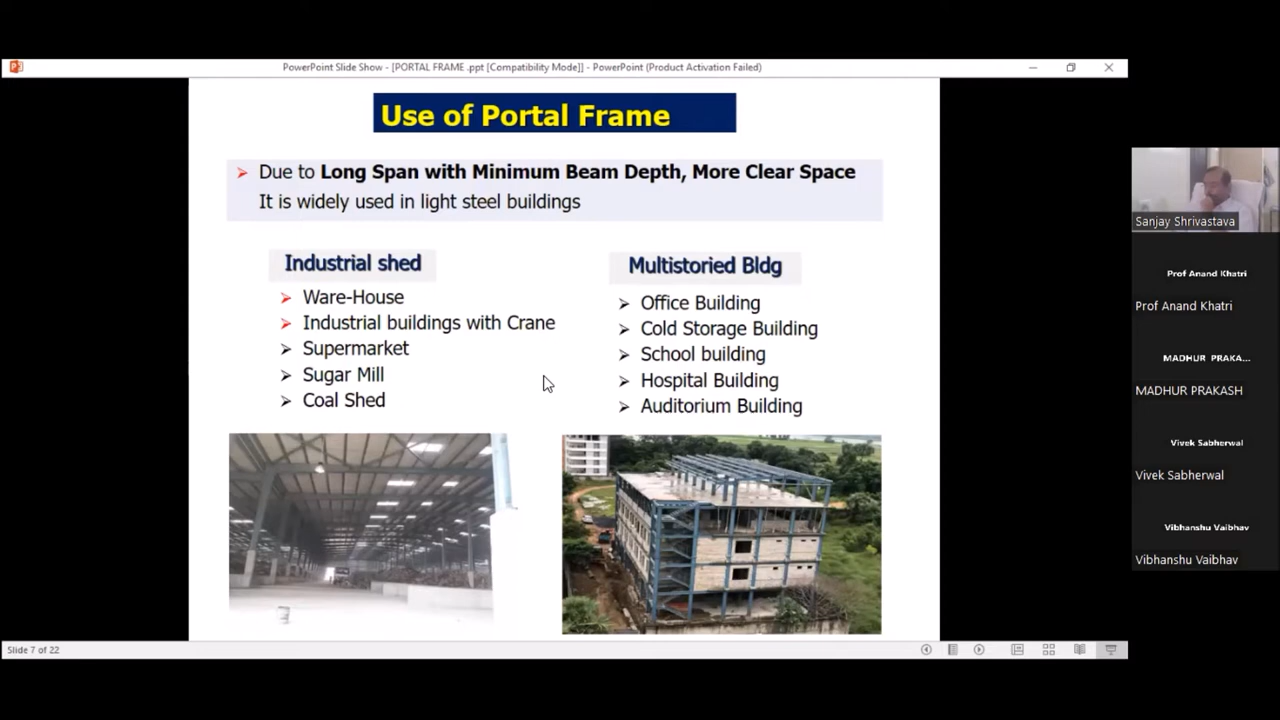 PowerPoint Slide Show - [PORTAL FRAME .ppt [Compatibility Mode]] - PowerPoint (Product Activation Failed)
Use of Portal Frame
Due to Long Span with Minimum Beam Depth, More Clear Space
It is widely used in light steel buildings
Industrial shed
Ware-House
Industrial buildings with Crane
Supermarket
Sugar Mill
Coal Shed
Multistoried Bldg
Office Building
Cold Storage Building
School building
Hospital Building
Auditorium Building
Slide 7 of 22
Sanjay Shrivastava
Prof Anand Khatri
Prof Anand Khatri
MADHUR PRAKA...
MADHUR PRAKASH
Vivek Sabherwal
Vivek Sabherwal
Vibhanshu Vaibhav
Vibhanshu Vaibhav